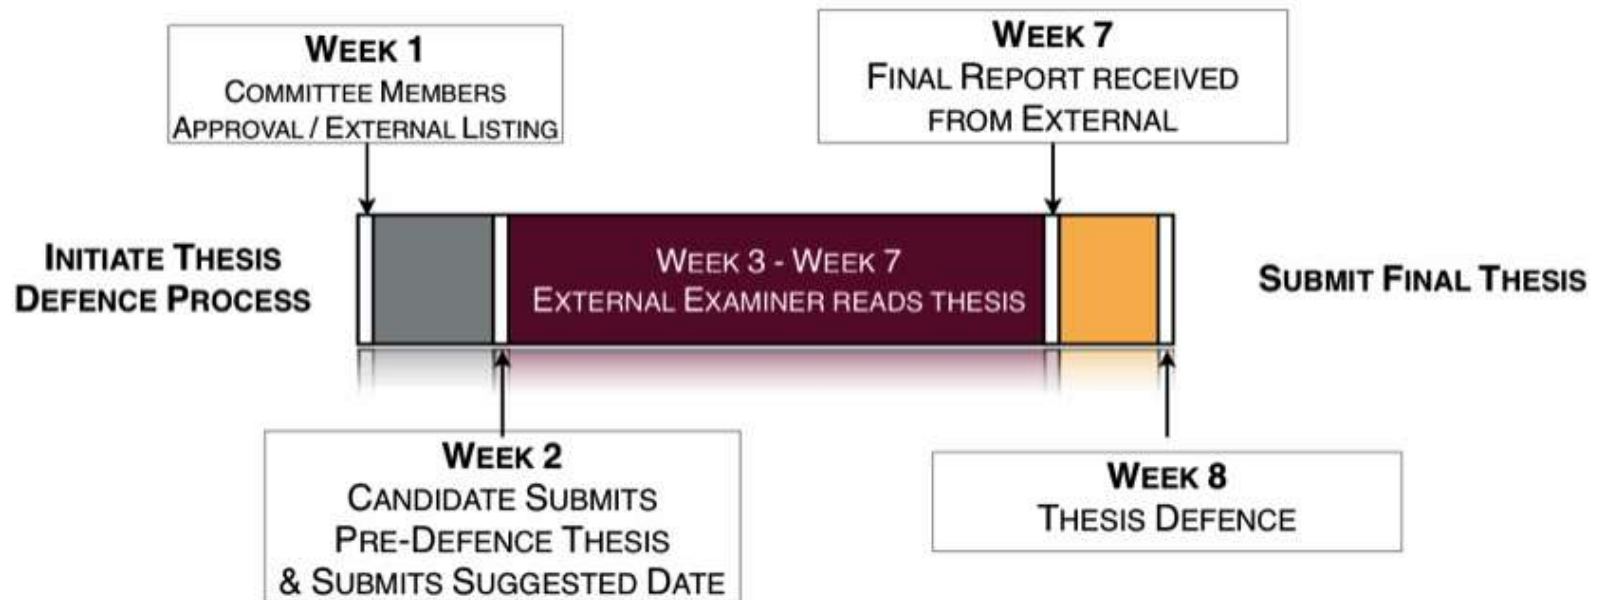 WEEK 1
COMMITTEE MEMBERS
APPROVAL / EXTERNAL LISTING
WEEK 7
FINAL REPORT RECEIVED
FROM EXTERNAL
INITIATE THESIS
DEFENCE PROCESS
WEEK 3 - WEEK 7
EXTERNAL EXAMINER READS THESIS
SUBMIT FINAL THESIS
WEEK 2
CANDIDATE SUBMITS
PRE-DEFENCE THESIS
& SUBMITS SUGGESTED DATE
WEEK 8
THESIS DEFENCE